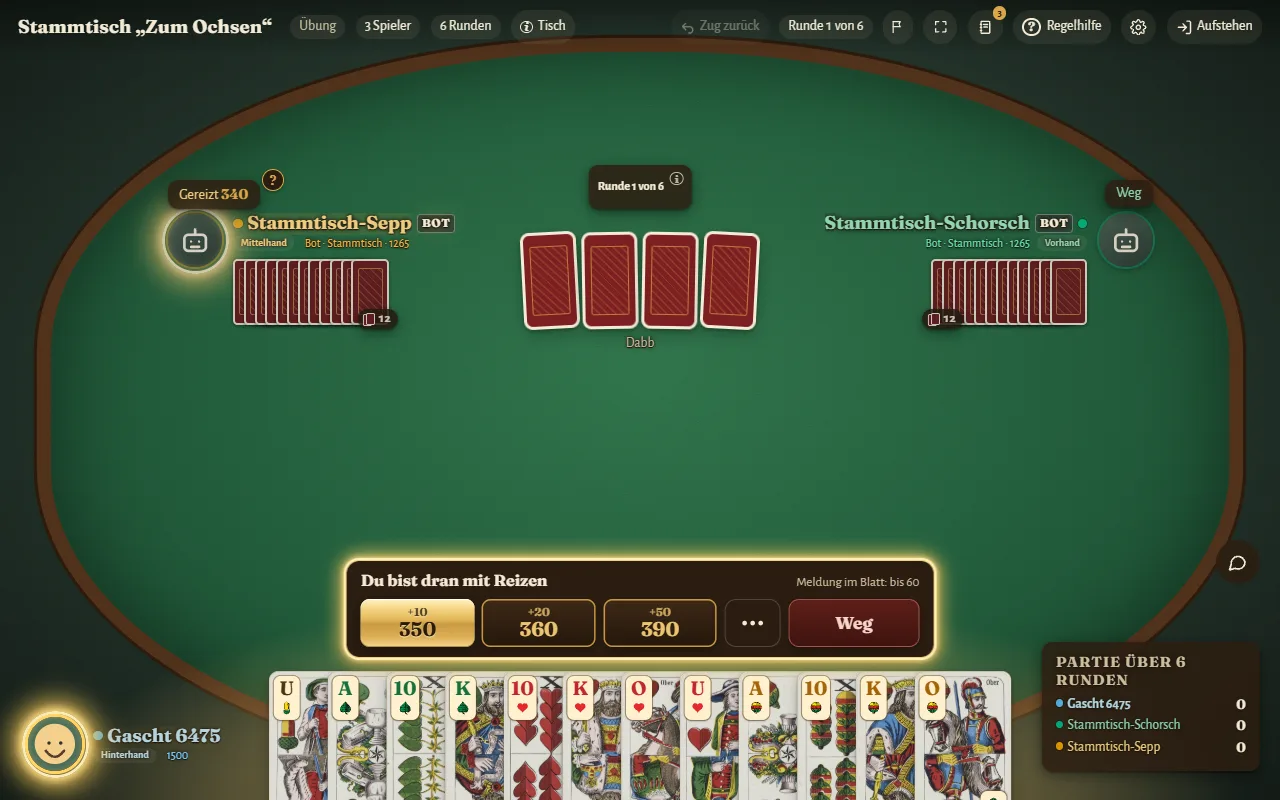 Stammtisch „Zum Ochsen“
Übung
3 Spieler
6 Runden
Tisch
Zug zurück
Runde 1 von 6
3
Regelhilfe
Aufstehen
Gereizt 340
?
Stammtisch-Sepp BOT
Mittelhand Bot · Stammtisch · 1265
12
Runde 1 von 6
Dabb
Weg
Stammtisch-Schorsch BOT
Bot · Stammtisch · 1265 Vorhand
12
Du bist dran mit Reizen
Meldung im Blatt: bis 60
+10
350
+20
360
+50
390
•••
Weg
U A 10 K 10 K O U A 10 K O
Ober
Gascht 6475
Hinterhand 1500
PARTIE ÜBER 6
RUNDEN
Gascht 6475 0
Stammtisch-Schorsch 0
Stammtisch-Sepp 0